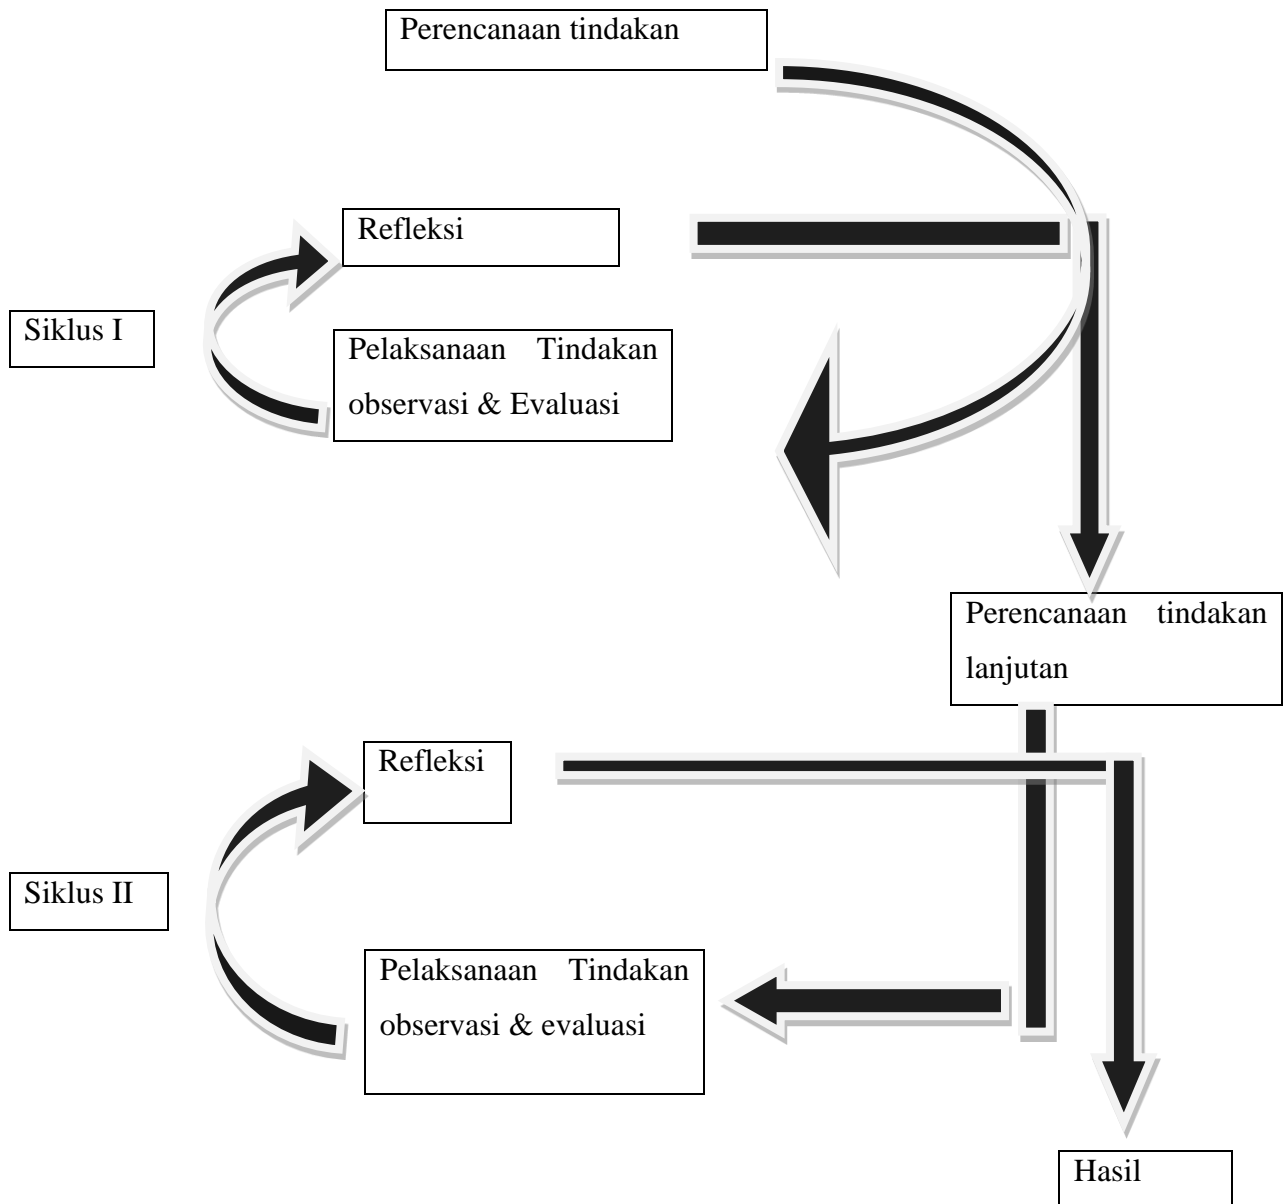 Perencanaan tindakan
Refleksi
Siklus I
Pelaksanaan Tindakan
observasi & Evaluasi
Perencanaan tindakan
lanjutan
Refleksi
Siklus II
Pelaksanaan Tindakan
observasi & evaluasi
Hasil